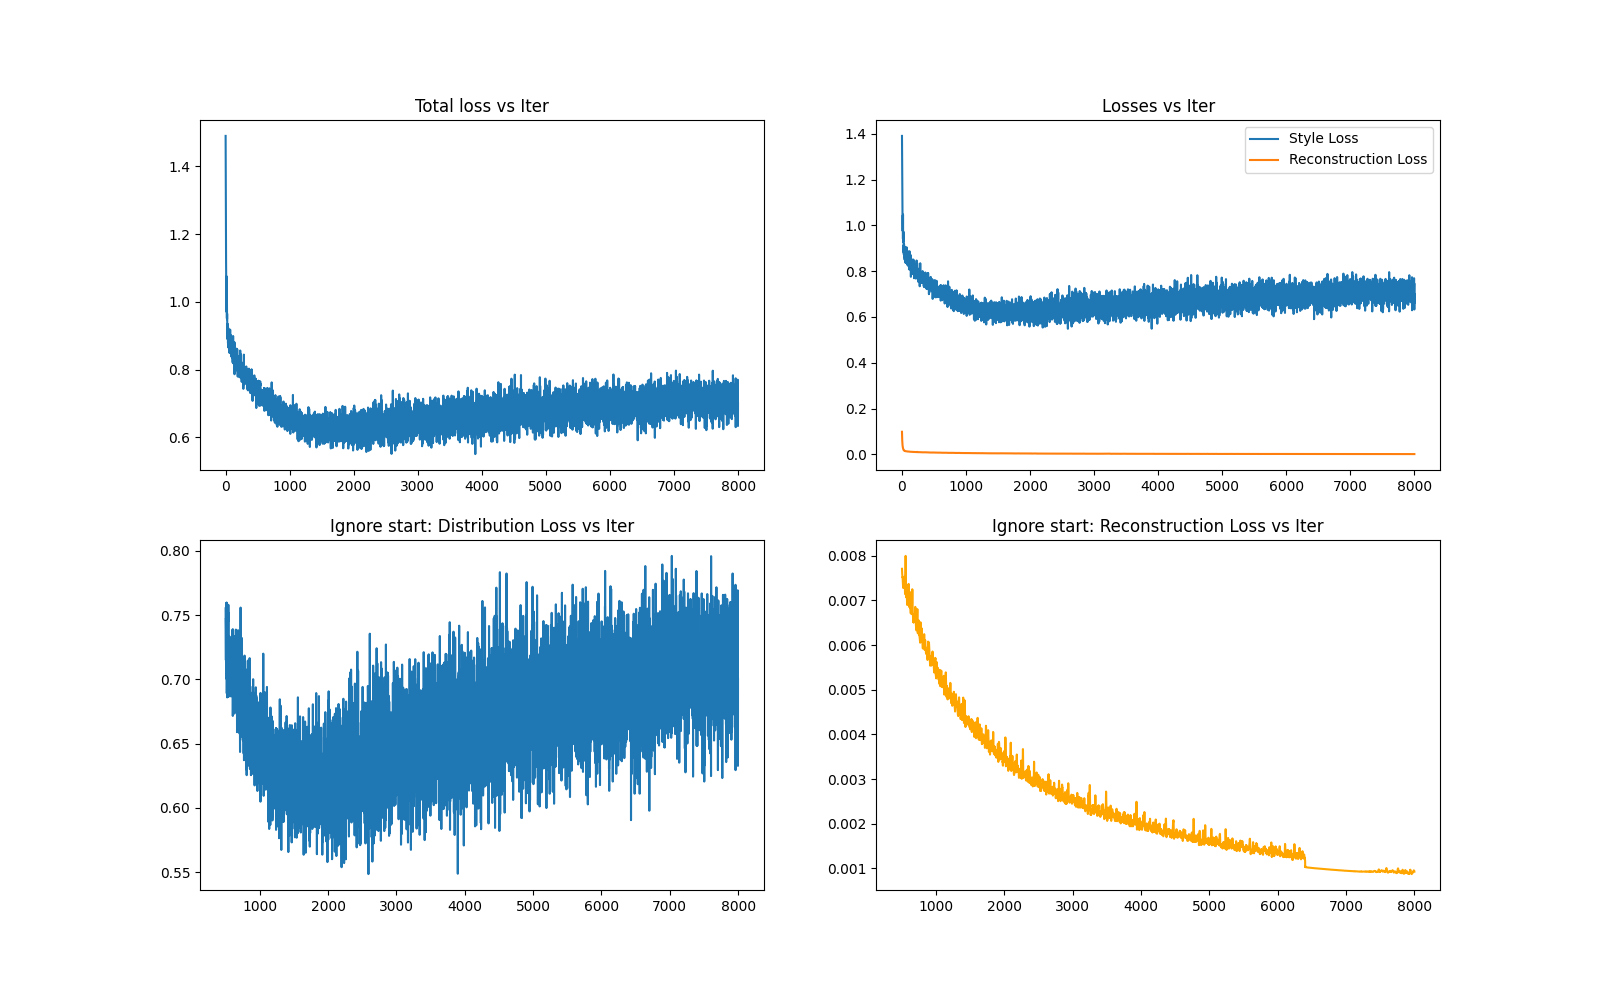 Total loss vs Iter
1.4
1.2
1.0
0.8
0.6
0 1000 2000 3000 4000 5000 6000 7000 8000
Losses vs Iter
Style Loss
Reconstruction Loss
1.4
1.2
1.0
0.8
0.6
0.4
0.2
0.0
0 1000 2000 3000 4000 5000 6000 7000 8000
Ignore start: Distribution Loss vs Iter
0.80
0.75
0.70
0.65
0.60
0.55
1000 2000 3000 4000 5000 6000 7000 8000
Ignore start: Reconstruction Loss vs Iter
0.008
0.007
0.006
0.005
0.004
0.003
0.002
0.001
1000 2000 3000 4000 5000 6000 7000 8000